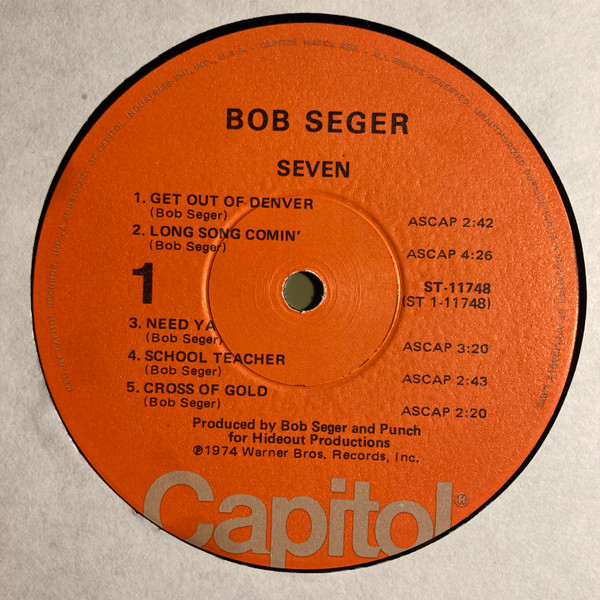 BOB SEGER
SEVEN
1. GET OUT OF DENVER
(Bob Seger)
ASCAP 2:42
2. LONG SONG COMIN'
(Bob Seger)
ASCAP 4:26
1
ST-11748
(ST 1-11748)
3. NEED YA
(Bob Seger)
ASCAP 3:20
4. SCHOOL TEACHER
(Bob Seger)
ASCAP 2:43
5. CROSS OF GOLD
(Bob Seger)
ASCAP 2:20
Produced by Bob Seger and Punch
for Hideout Productions
℗1974 Warner Bros. Records, Inc.
Capitol®